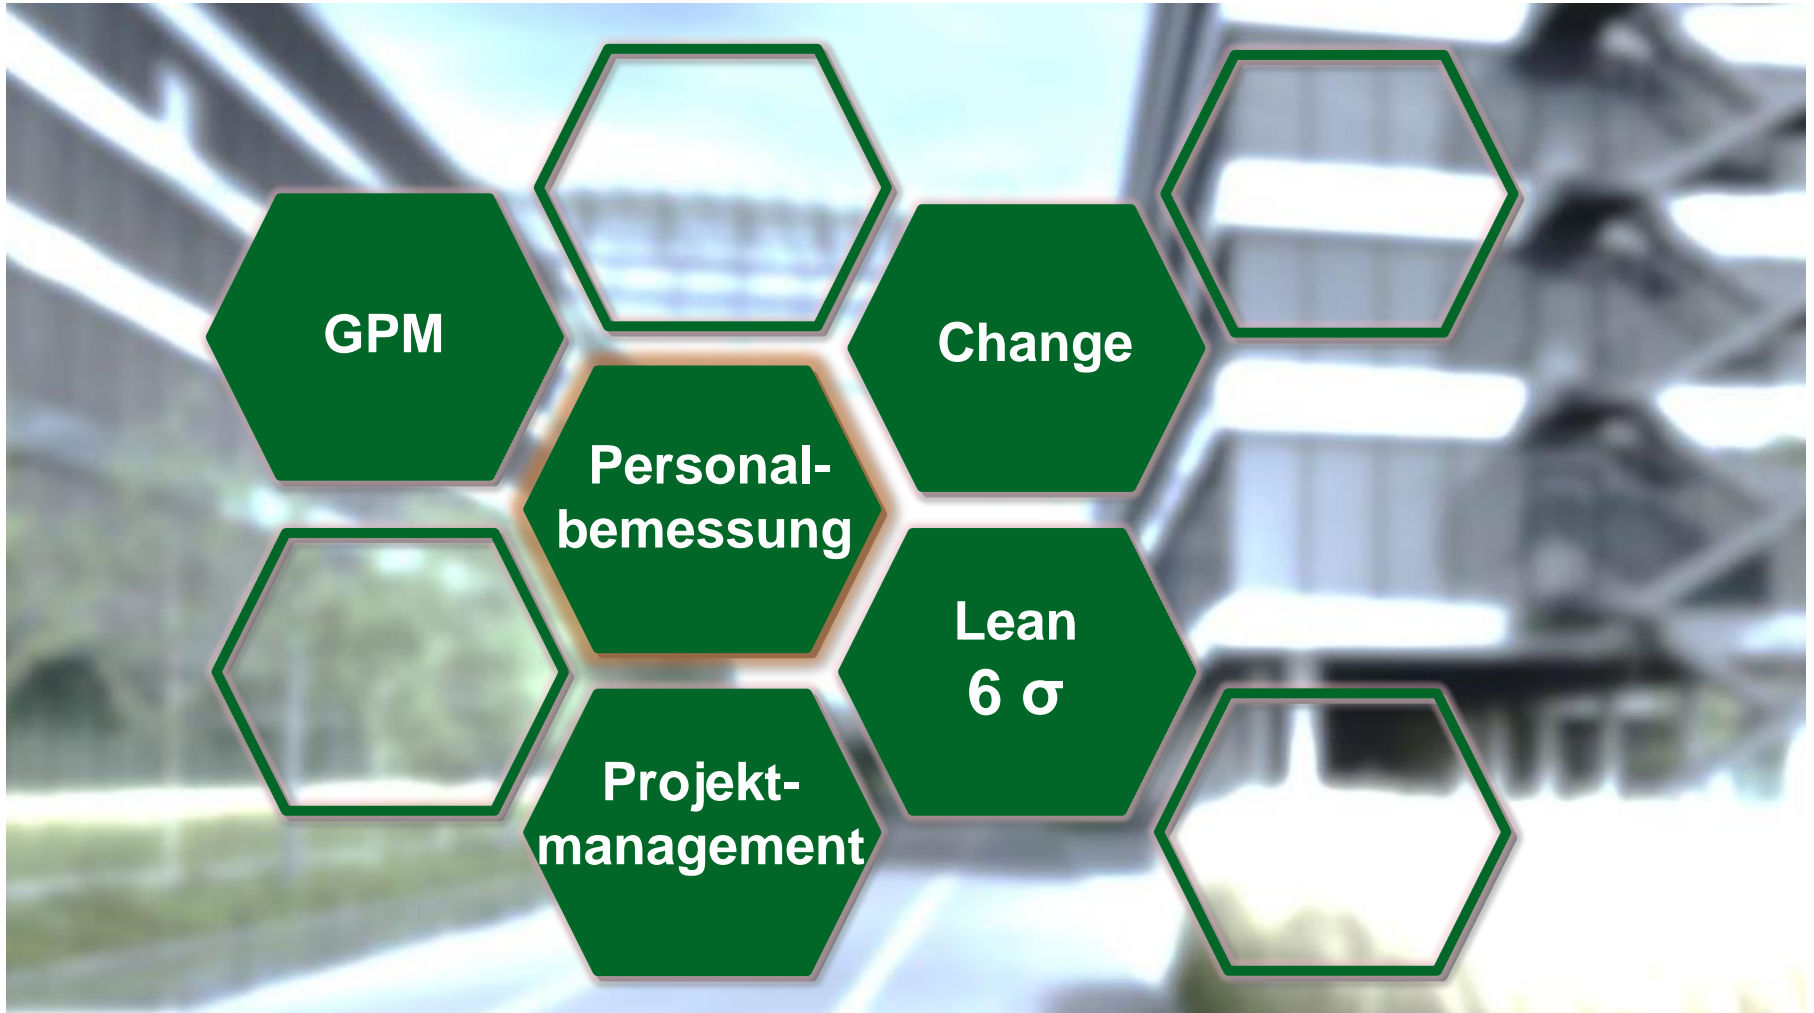 GPM
Change
Personal-
bemessung
Lean
6 σ
Projekt-
management